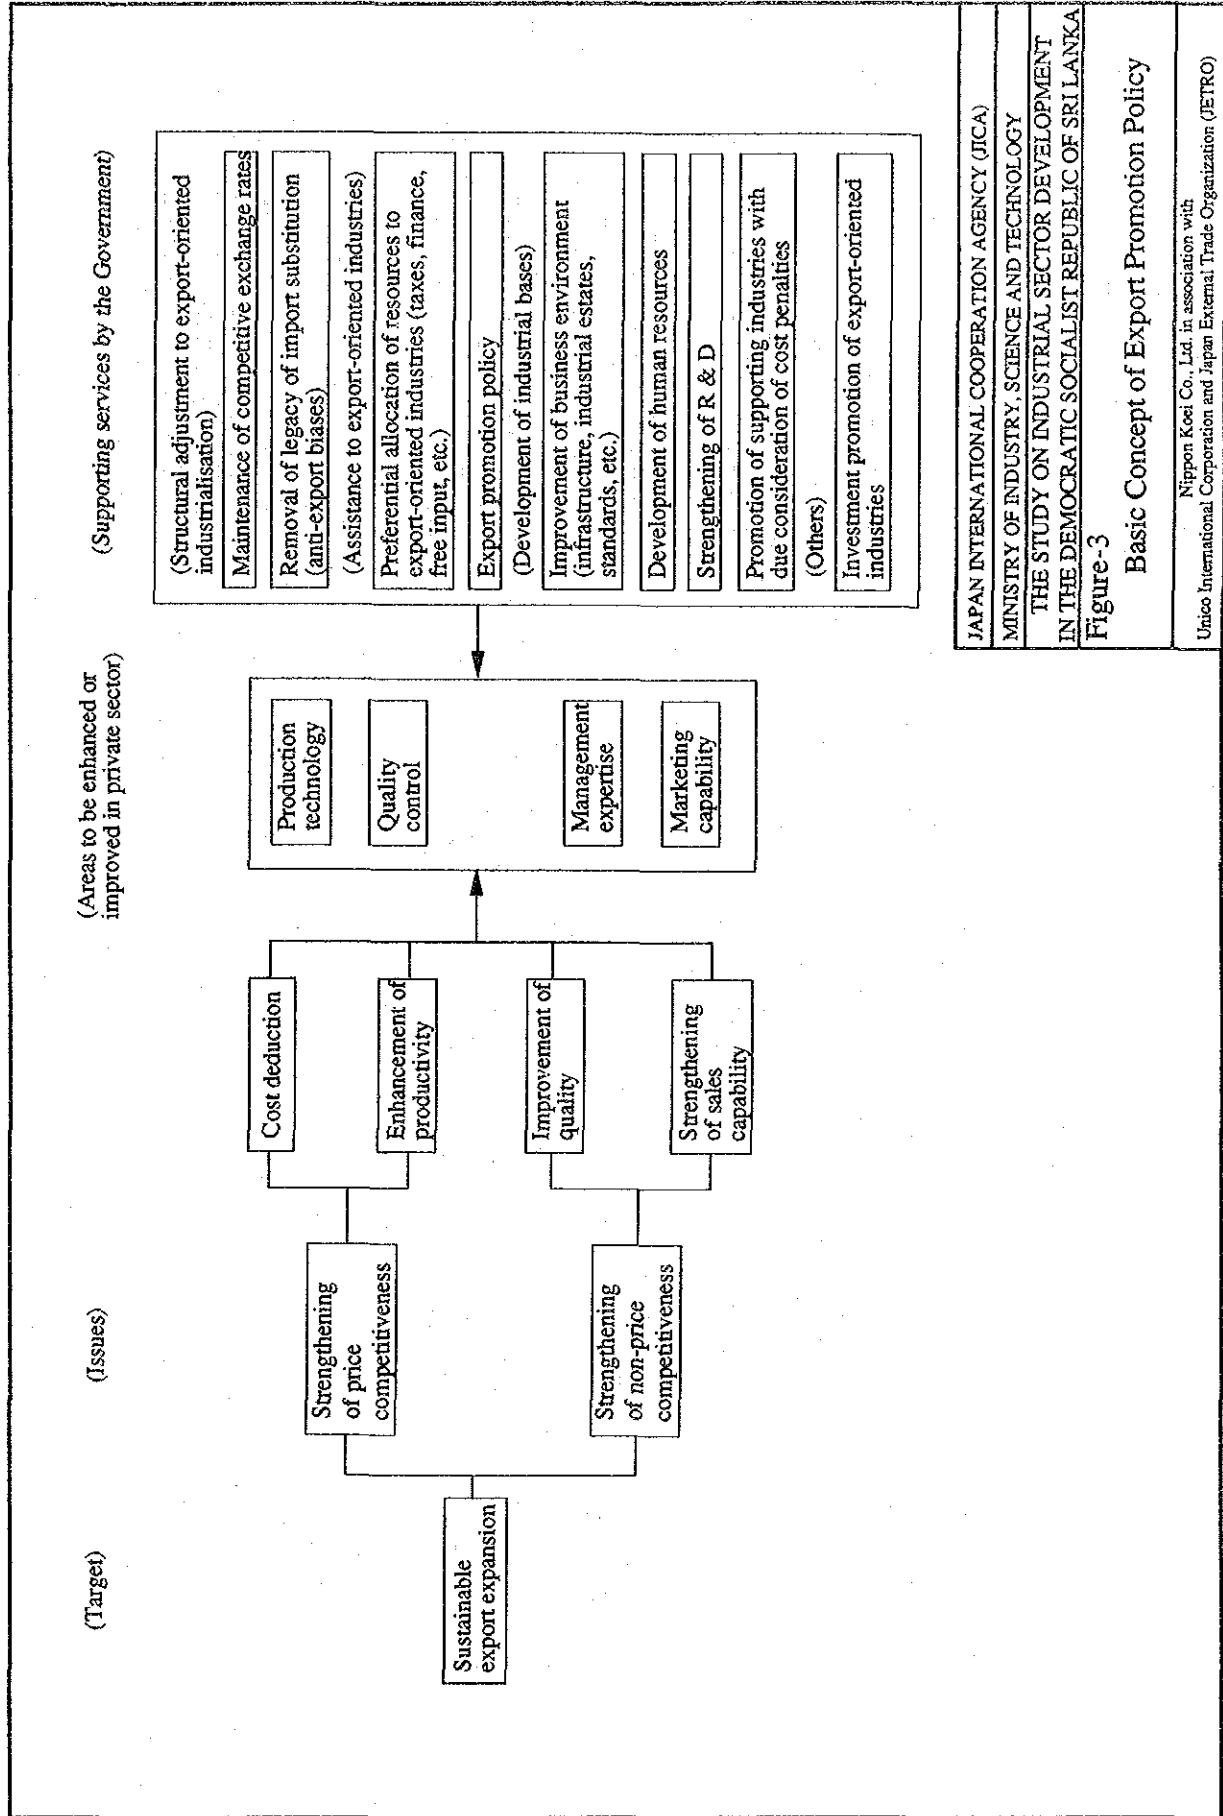 (Target)
(Issues)
(Areas to be enhanced or
improved in private sector)
(Supporting services by the Government)
Sustainable
export expansion
Strengthening
of price
competitiveness
Strengthening
of non-price
competitiveness
Cost deduction
Enhancement of
productivity
Improvement of
quality
Strengthening
of sales
capability
Production
technology
Quality
control
Management
expertise
Marketing
capability
(Structural adjustment to export-oriented
industrialisation)
Maintenance of competitive exchange rates
Removal of legacy of import substitution
(anti-export biases)
(Assistance to export-oriented industries)
Preferential allocation of resources to
export-oriented industries (taxes, finance,
free input, etc.)
Export promotion policy
(Development of industrial bases)
Improvement of business environment
(infrastructure, industrial estates,
standards, etc.)
Development of human resources
Strengthening of R & D
Promotion of supporting industries with
due consideration of cost penalties
(Others)
Investment promotion of export-oriented
industries
JAPAN INTERNATIONAL COOPERATION AGENCY (JICA)
MINISTRY OF INDUSTRY, SCIENCE AND TECHNOLOGY
THE STUDY ON INDUSTRIAL SECTOR DEVELOPMENT
IN THE DEMOCRATIC SOCIALIST REPUBLIC OF SRI LANKA
Figure-3
Basic Concept of Export Promotion Policy
Nippon Koei Co., Ltd. in association with
Unico International Corporation and Japan External Trade Organization (JETRO)